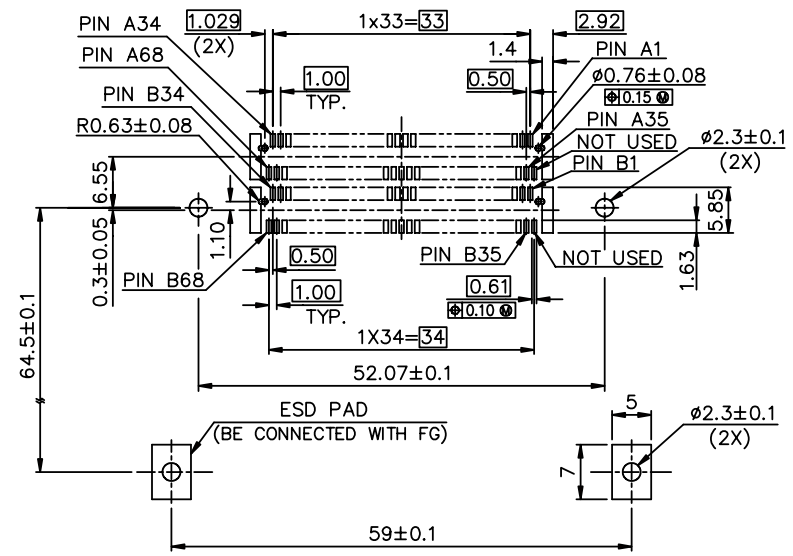 PIN A34
1.029
(2X)
1x33=33
2.92
1.4
PIN A1
PIN A68
1.00
TYP.
0.50
ø0.76±0.08
⌖ 0.15 Ⓜ
PIN B34
R0.63±0.08
PIN A35
NOT USED
PIN B1
ø2.3±0.1
(2X)
6.55
0.3±0.05
1.10
5.85
1.63
PIN B68
0.50
1.00
TYP.
PIN B35
NOT USED
0.61
⌖ 0.10 Ⓜ
1X34=34
64.5±0.1
52.07±0.1
ESD PAD
(BE CONNECTED WITH FG)
5
ø2.3±0.1
(2X)
7
59±0.1